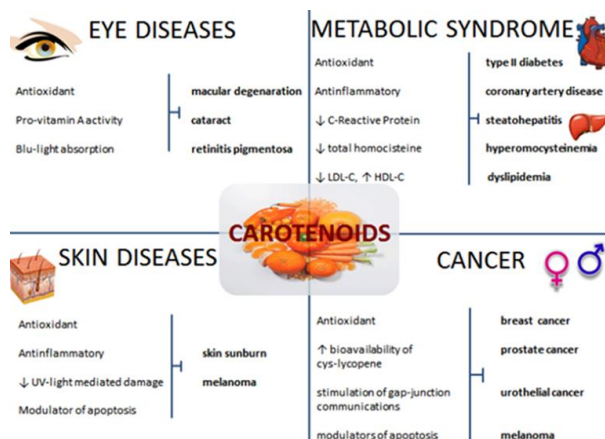 EYE DISEASES
Antioxidant
Pro-vitamin A activity
Blu-light absorption
macular degenaration
cataract
retinitis pigmentosa
METABOLIC SYNDROME
Antioxidant
Antinflammatory
↓ C-Reactive Protein
↓ total homocisteine
↓ LDL-C, ↑ HDL-C
type II diabetes
coronary artery disease
steatohepatitis
hyperomocysteinemia
dyslipidemia
CAROTENOIDS
SKIN DISEASES
Antioxidant
Antinflammatory
↓ UV-light mediated damage
Modulator of apoptosis
skin sunburn
melanoma
CANCER
Antioxidant
↑ bioavailability of
cys-lycopene
stimulation of gap-junction
communications
modulators of apoptosis
breast cancer
prostate cancer
urothelial cancer
melanoma